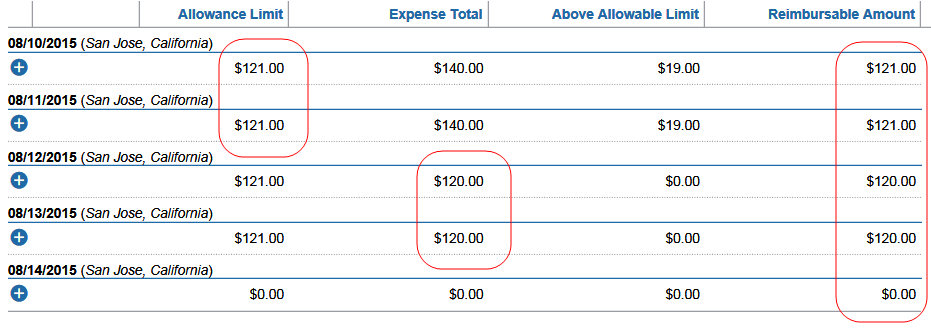 Allowance Limit Expense Total Above Allowable Limit Reimbursable Amount
08/10/2015 (San Jose, California)
$121.00 $140.00 $19.00 $121.00
08/11/2015 (San Jose, California)
$121.00 $140.00 $19.00 $121.00
08/12/2015 (San Jose, California)
$121.00 $120.00 $0.00 $120.00
08/13/2015 (San Jose, California)
$121.00 $120.00 $0.00 $120.00
08/14/2015 (San Jose, California)
$0.00 $0.00 $0.00 $0.00